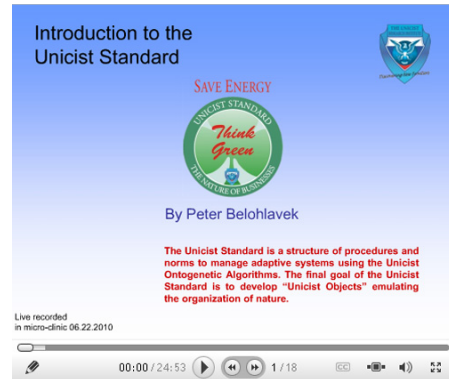 Introduction to the
Unicist Standard
THE UNICIST
SAVE ENERGY
UNICIST STANDARD
Think
Green
THE NATURE OF BUSINESSES
By Peter Belohlavek
The Unicist Standard is a structure of procedures and
norms to manage adaptive systems using the Unicist
Ontogenetic Algorithms. The final goal of the Unicist
Standard is to develop “Unicist Objects” emulating
the organization of nature.
Live recorded
in micro-clinic 06.22.2010
00:00 / 24:53
1 / 18
CC